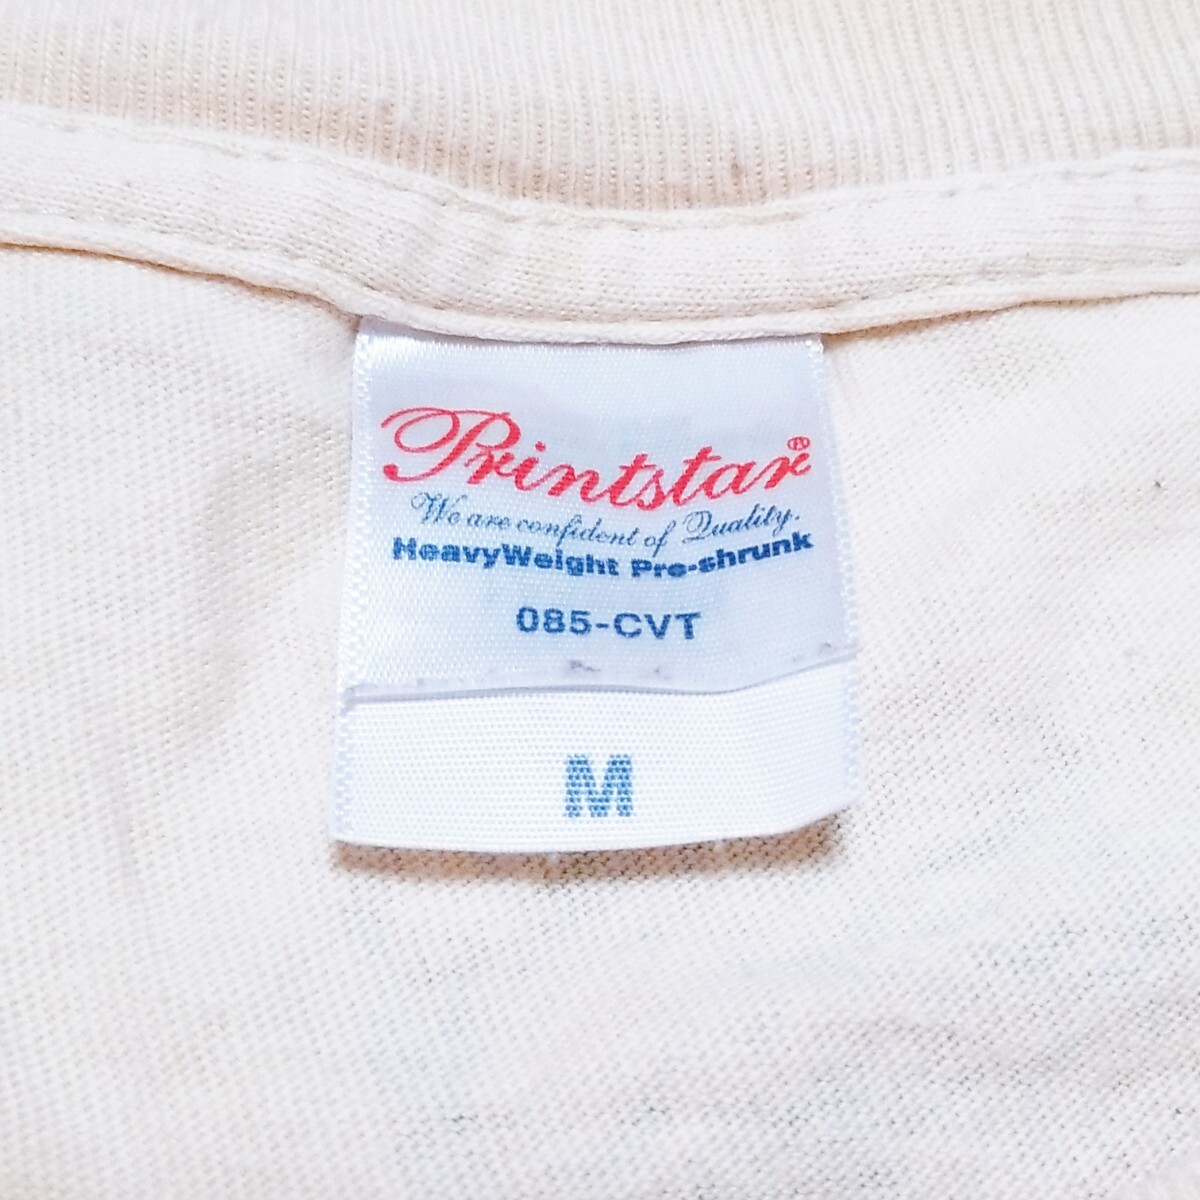 Printstar®
We are confident of Quality.
HeavyWeight Pre-shrunk
085-CVT
M